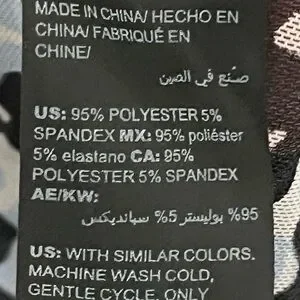 MADE IN CHINA/ HECHO EN
CHINA/ FABRIQUÉ EN
CHINE/
صنع في الصين
US: 95% POLYESTER 5%
SPANDEX MX: 95% poliéster
5% elastano CA: 95%
POLYESTER 5% SPANDEX
AE/KW:
95% بوليستر 5% سبانديكس
US: WITH SIMILAR COLORS.
MACHINE WASH COLD,
GENTLE CYCLE, ONLY